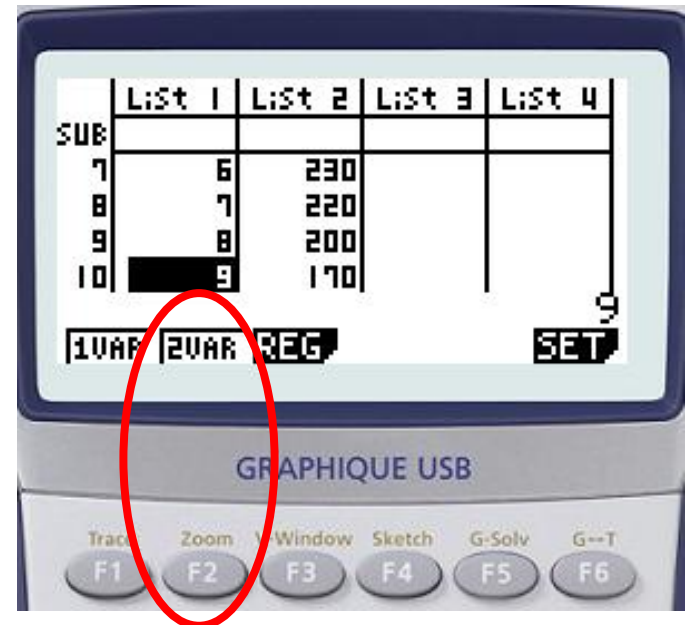 List 1 List 2 List 3 List 4
SUB
7 6 230
8 7 220
9 8 200
10 9 170
9
1VAR 2VAR REG SET
GRAPHIQUE USB
Trace Zoom V-Window Sketch G-Solv G↔T
F1 F2 F3 F4 F5 F6